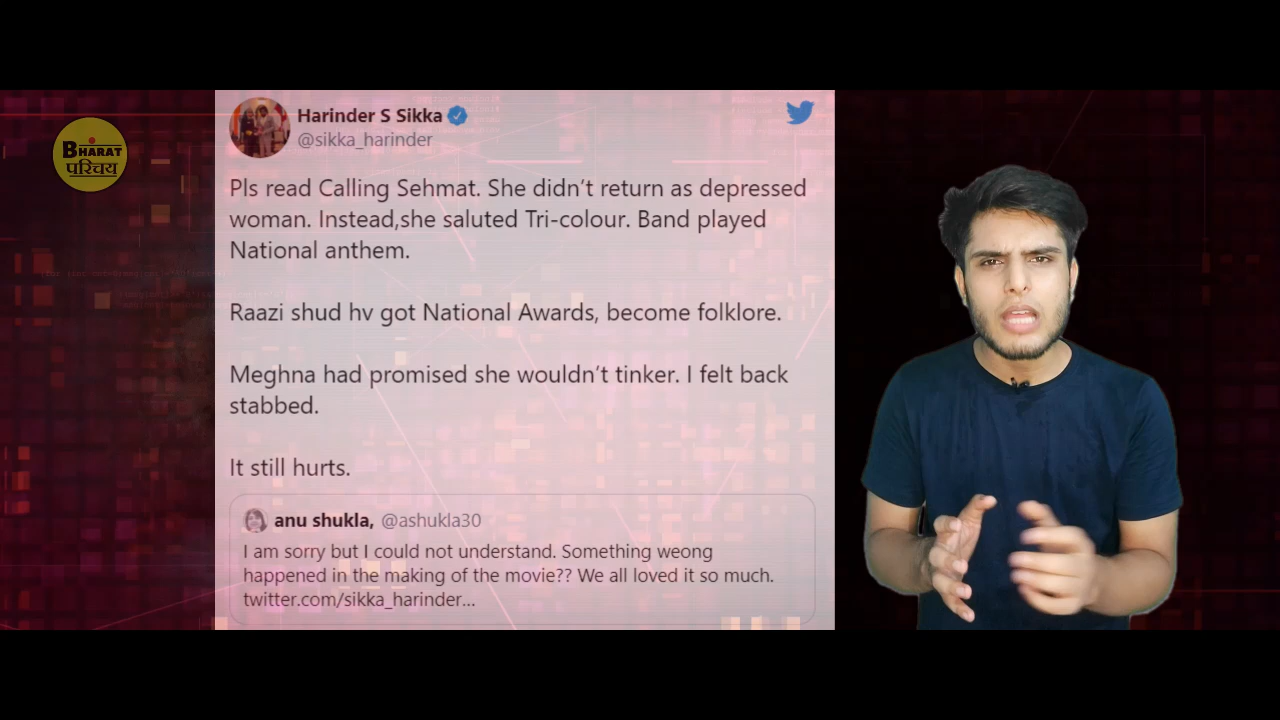 BHARAT
परिचय
Harinder S Sikka
@sikka_harinder
Pls read Calling Sehmat. She didn’t return as depressed
woman. Instead,she saluted Tri-colour. Band played
National anthem.
Raazi shud hv got National Awards, become folklore.
Meghna had promised she wouldn’t tinker. I felt back
stabbed.
It still hurts.
anu shukla, @ashukla30
I am sorry but I could not understand. Something weong
happened in the making of the movie?? We all loved it so much.
twitter.com/sikka_harinder...